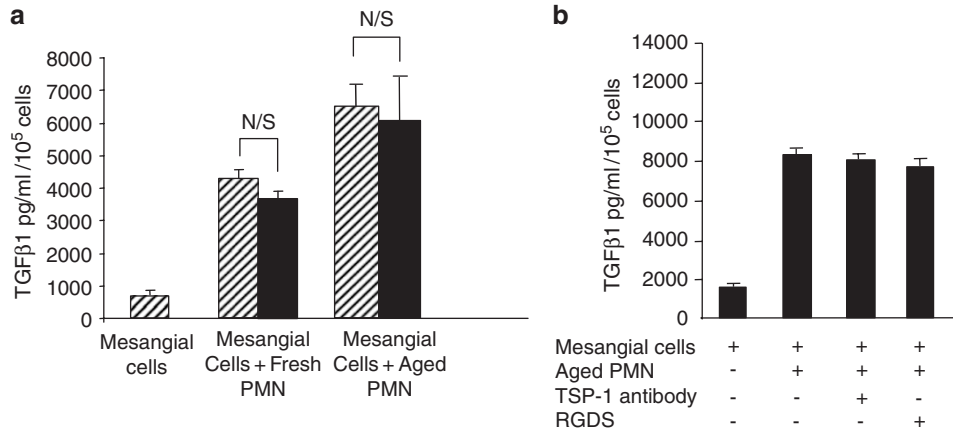 a
N/S
N/S
8000
7000
6000
5000
4000
3000
2000
1000
0
TGFβ1 pg/ml /10⁵ cells
Mesangial
cells
Mesangial
Cells + Fresh
PMN
Mesangial
Cells + Aged
PMN
b
14000
12000
10000
8000
6000
4000
2000
0
TGFβ1 pg/ml /10⁵ cells
Mesangial cells + + + +
Aged PMN - + + +
TSP-1 antibody - - + -
RGDS - - - +